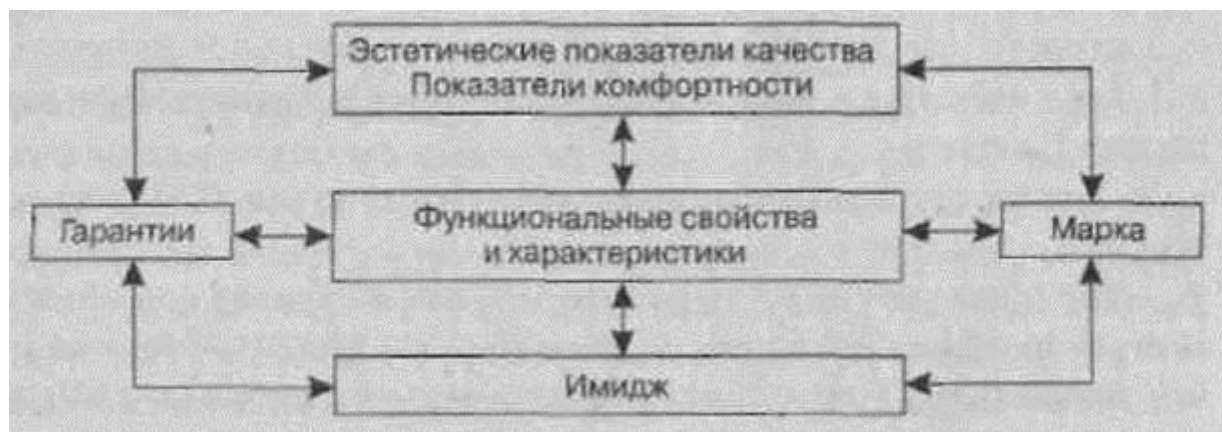 Эстетические показатели качества
Показатели комфортности
Гарантии
Функциональные свойства
и характеристики
Марка
Имидж